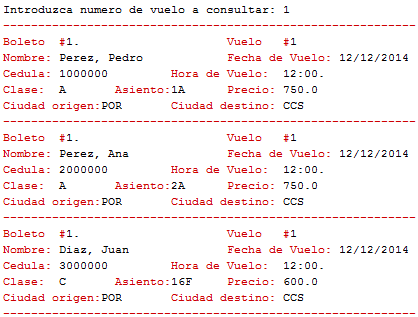 Introduzca numero de vuelo a consultar: 1
-----------------------------------------------------------
Boleto #1. Vuelo #1
Nombre: Perez, Pedro Fecha de Vuelo: 12/12/2014
Cedula: 1000000 Hora de Vuelo: 12:00.
Clase: A Asiento:1A Precio: 750.0
Ciudad origen:POR Ciudad destino: CCS
-----------------------------------------------------------
Boleto #1. Vuelo #1
Nombre: Perez, Ana Fecha de Vuelo: 12/12/2014
Cedula: 2000000 Hora de Vuelo: 12:00.
Clase: A Asiento:2A Precio: 750.0
Ciudad origen:POR Ciudad destino: CCS
-----------------------------------------------------------
Boleto #1. Vuelo #1
Nombre: Diaz, Juan Fecha de Vuelo: 12/12/2014
Cedula: 3000000 Hora de Vuelo: 12:00.
Clase: C Asiento:16F Precio: 600.0
Ciudad origen:POR Ciudad destino: CCS
-----------------------------------------------------------